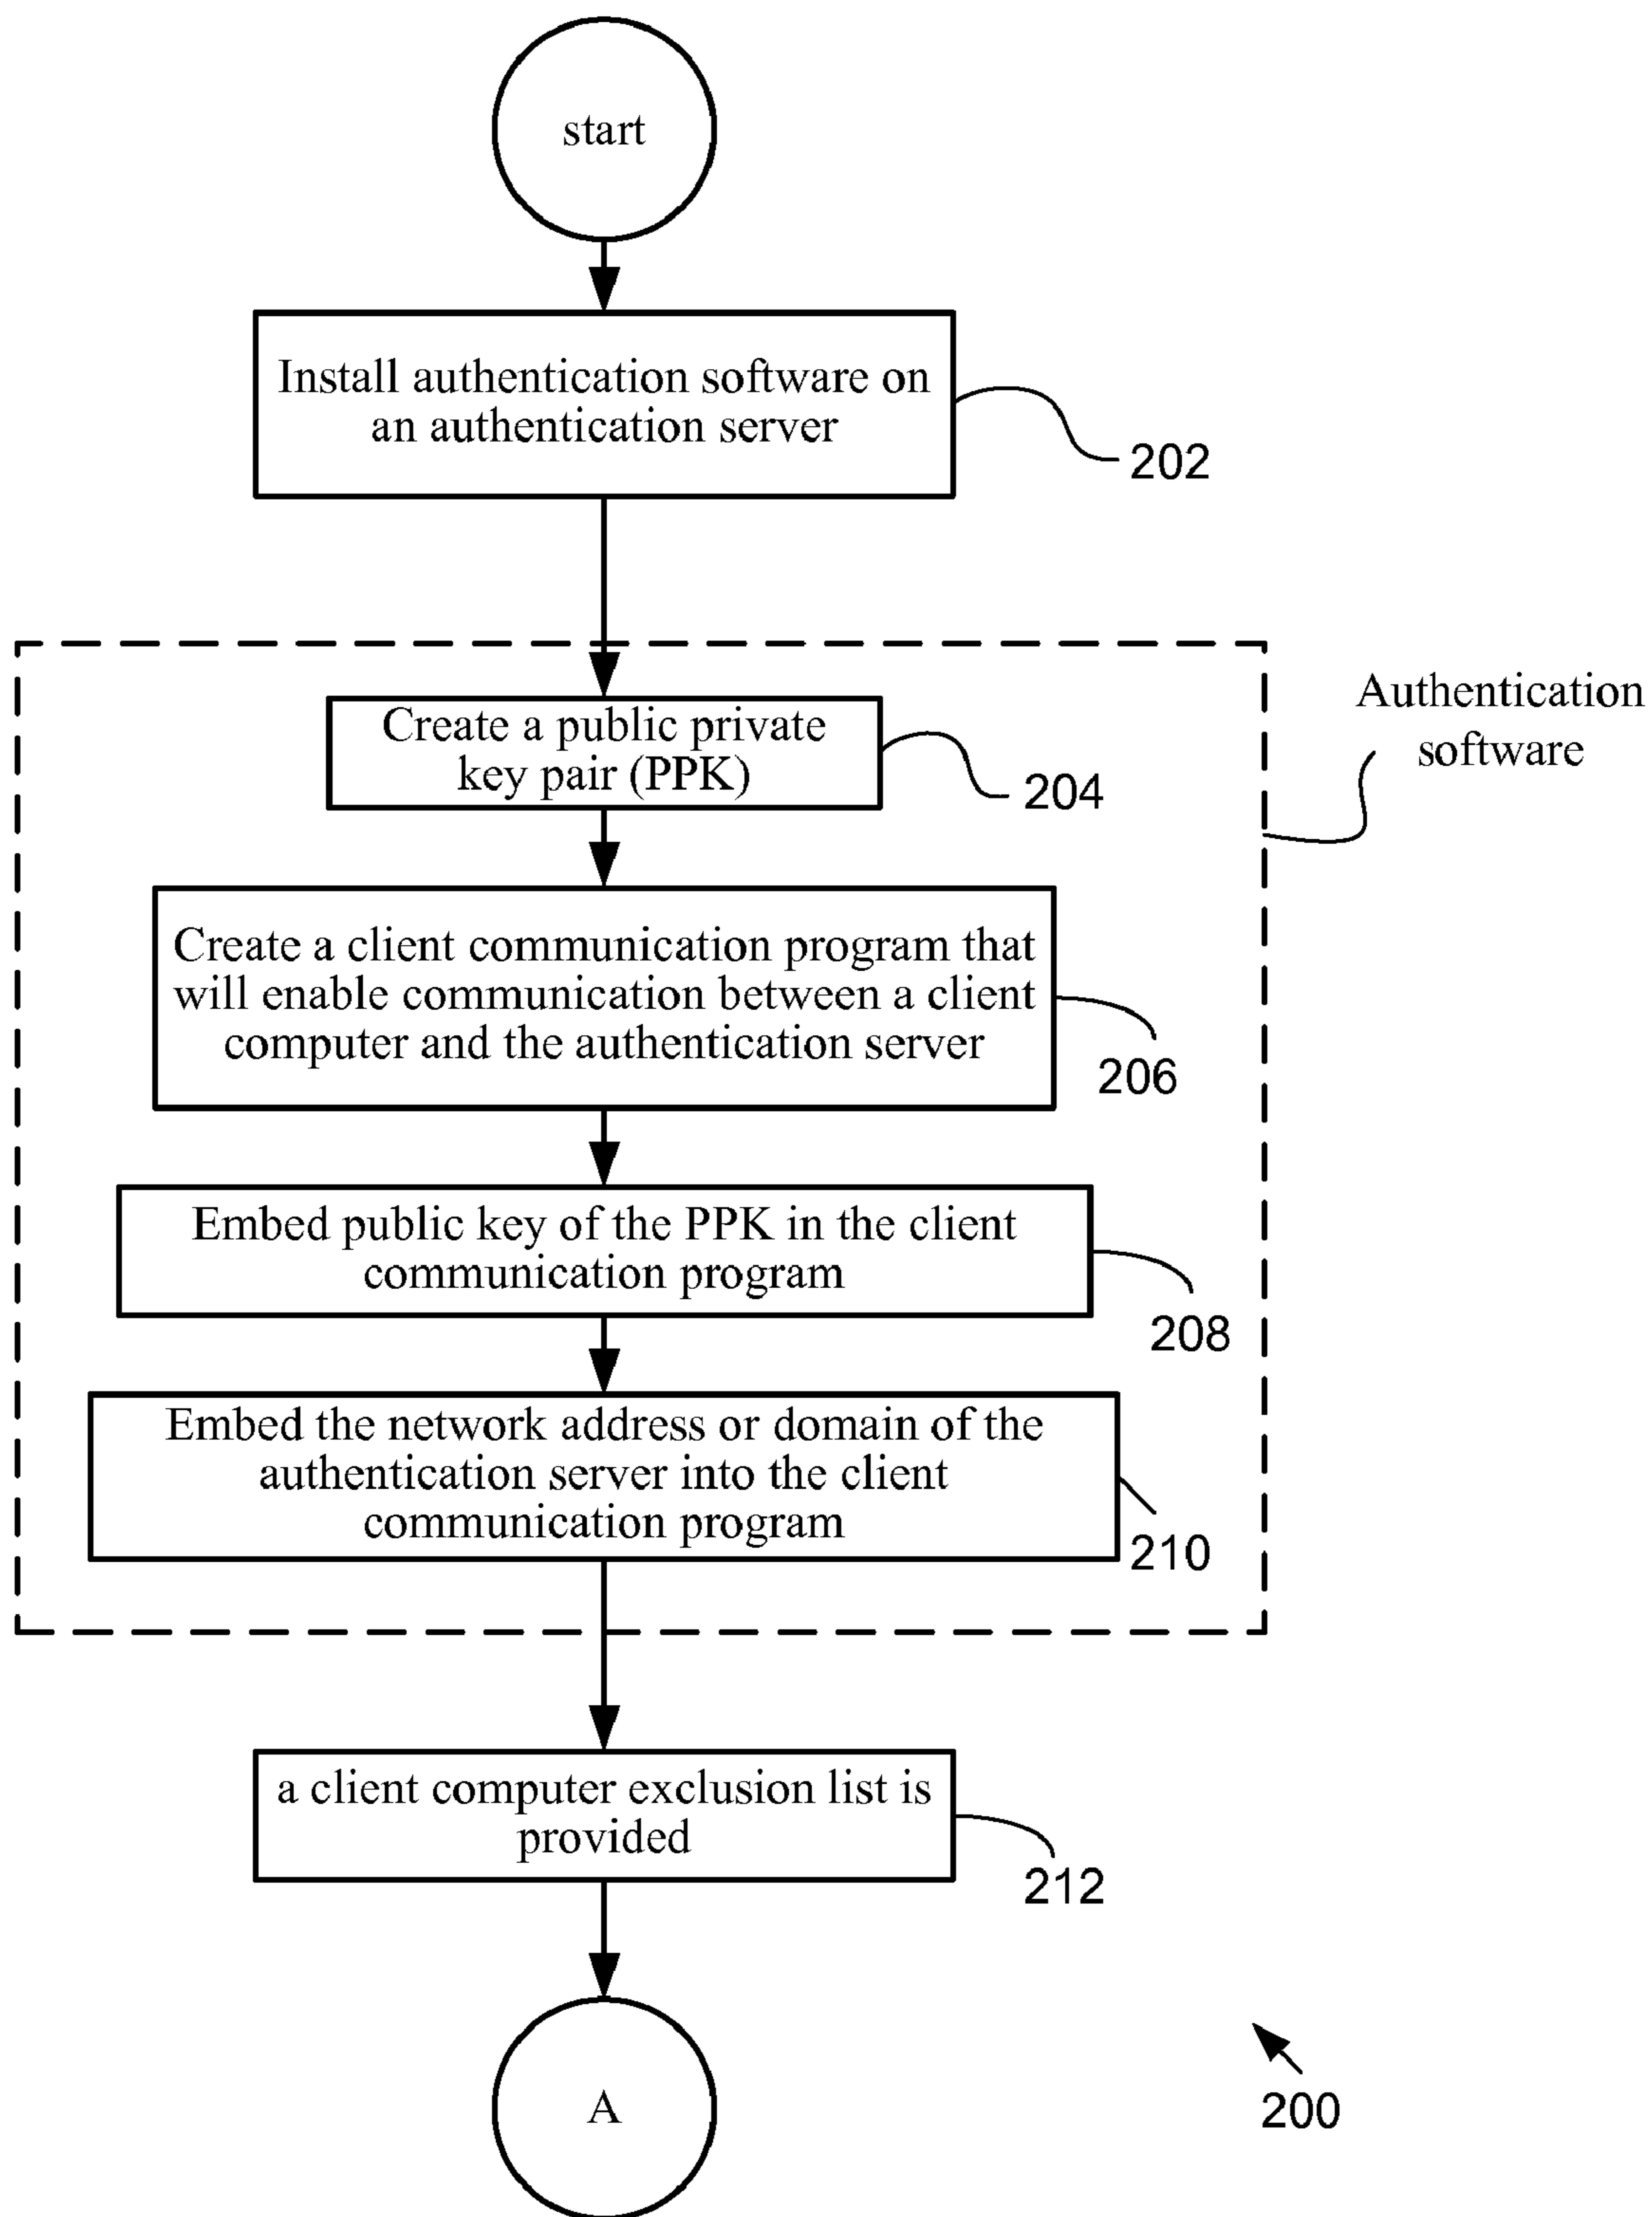 start
Install authentication software on
an authentication server
202
Authentication
software
Create a public private
key pair (PPK)
204
Create a client communication program that
will enable communication between a client
computer and the authentication server
206
Embed public key of the PPK in the client
communication program
208
Embed the network address or domain of the
authentication server into the client
communication program
210
a client computer exclusion list is
provided
212
A
200